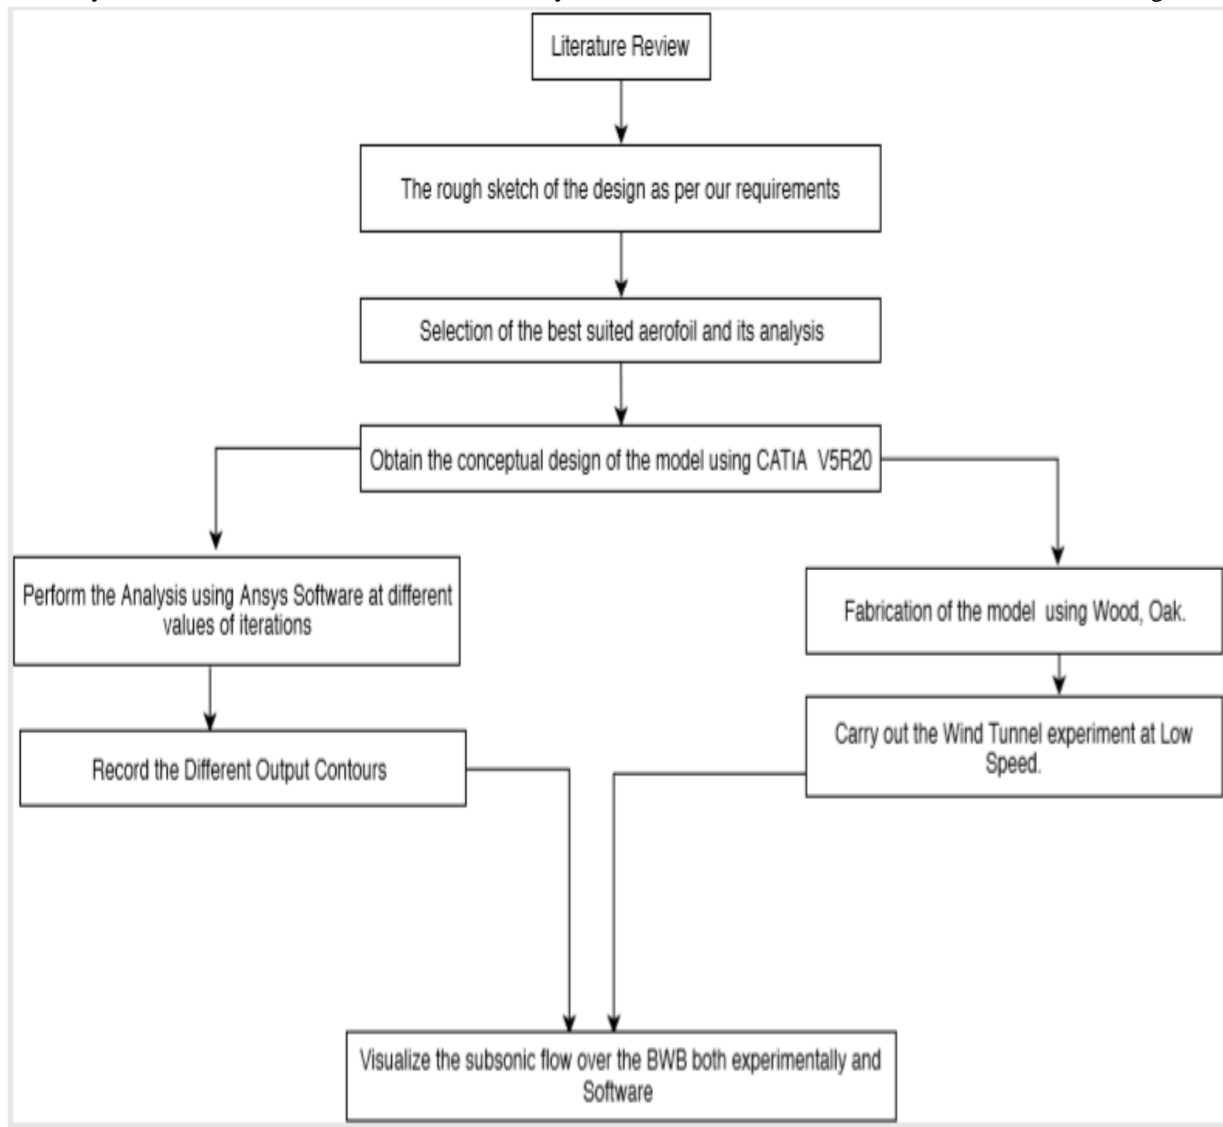 Literature Review
The rough sketch of the design as per our requirements
Selection of the best suited aerofoil and its analysis
Obtain the conceptual design of the model using CATIA V5R20
Perform the Analysis using Ansys Software at different
values of iterations
Record the Different Output Contours
Fabrication of the model using Wood, Oak.
Carry out the Wind Tunnel experiment at Low
Speed.
Visualize the subsonic flow over the BWB both experimentally and
Software